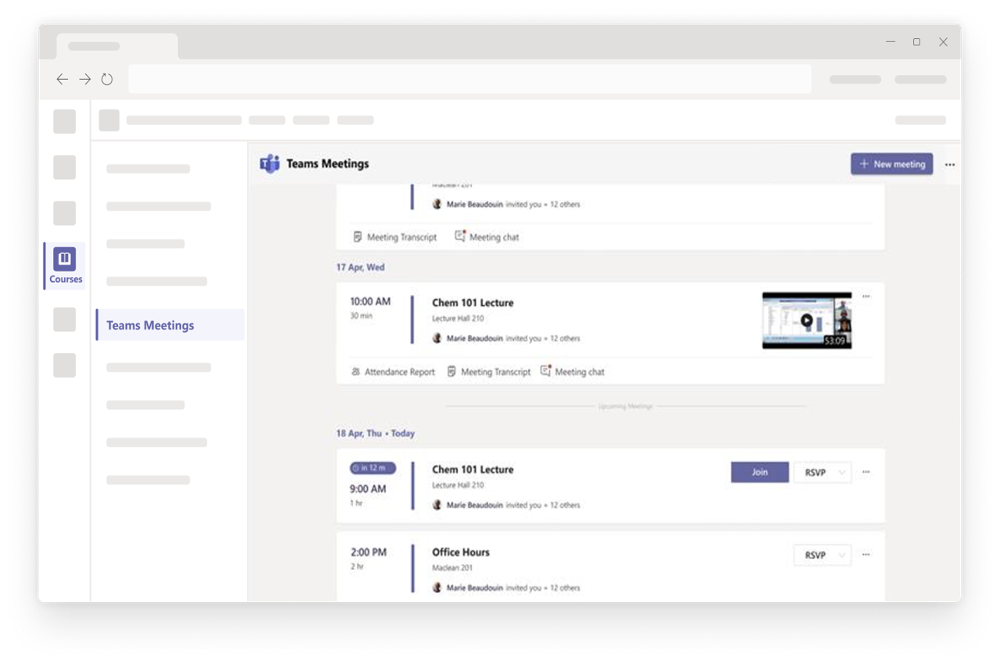 Teams Meetings
+ New meeting
Maclean 201
Marie Beaudouin invited you • 12 others
Meeting Transcript
Meeting chat
Courses
Teams Meetings
17 Apr, Wed
10:00 AM
30 min
Chem 101 Lecture
Lecture Hall 210
Marie Beaudouin invited you • 12 others
53:09
Attendance Report
Meeting Transcript
Meeting chat
Upcoming Meetings
18 Apr, Thu • Today
in 12 m
9:00 AM
1 hr
Chem 101 Lecture
Lecture Hall 210
Marie Beaudouin invited you • 12 others
Join
RSVP
2:00 PM
2 hr
Office Hours
Maclean 201
Marie Beaudouin invited you • 12 others
RSVP